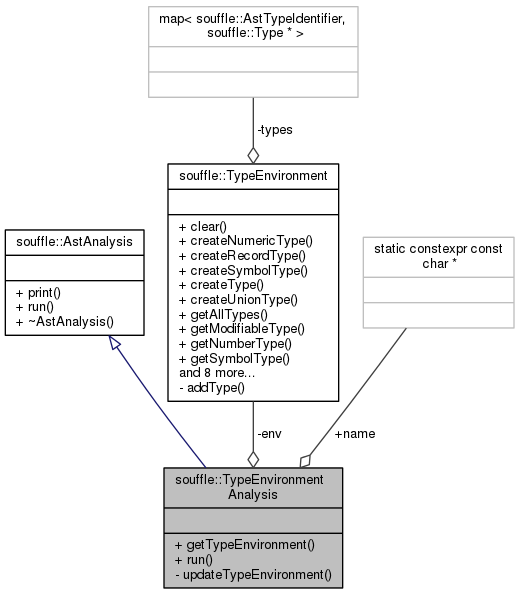 map< souffle::AstTypeIdentifier,
souffle::Type * >
-types
souffle::TypeEnvironment
+ clear()
+ createNumericType()
+ createRecordType()
+ createSymbolType()
+ createType()
+ createUnionType()
+ getAllTypes()
+ getModifiableType()
+ getNumberType()
+ getSymbolType()
and 8 more...
- addType()
souffle::AstAnalysis
+ print()
+ run()
+ ~AstAnalysis()
static constexpr const
char *
-env
+name
souffle::TypeEnvironment
Analysis
+ getTypeEnvironment()
+ run()
- updateTypeEnvironment()